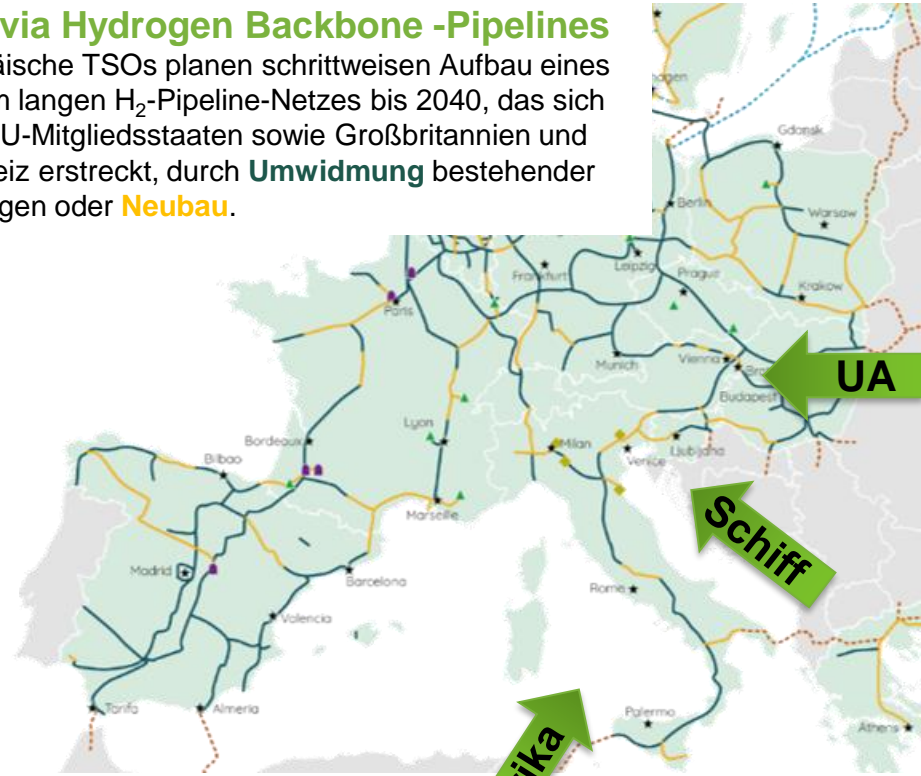 via Hydrogen Backbone -Pipelines
äische TSOs planen schrittweisen Aufbau eines
n langen H₂-Pipeline-Netzes bis 2040, das sich
U-Mitgliedsstaaten sowie Großbritannien und
eiz erstreckt, durch Umwidmung bestehender
gen oder Neubau.
agen
Gdansk
Berlin
Warsaw
Leipzig
Frankfurt
Prague
Krakow
Paris
Munich
Vienna
Bra
UA
Budapest
Lyon
Milan
Ljubljana
Venice
Bordeaux
Bilbao
Schiff
Marseille
Madrid
Barcelona
Rome
Valencia
Tarifa
Almeria
Palermo
Athens
ika